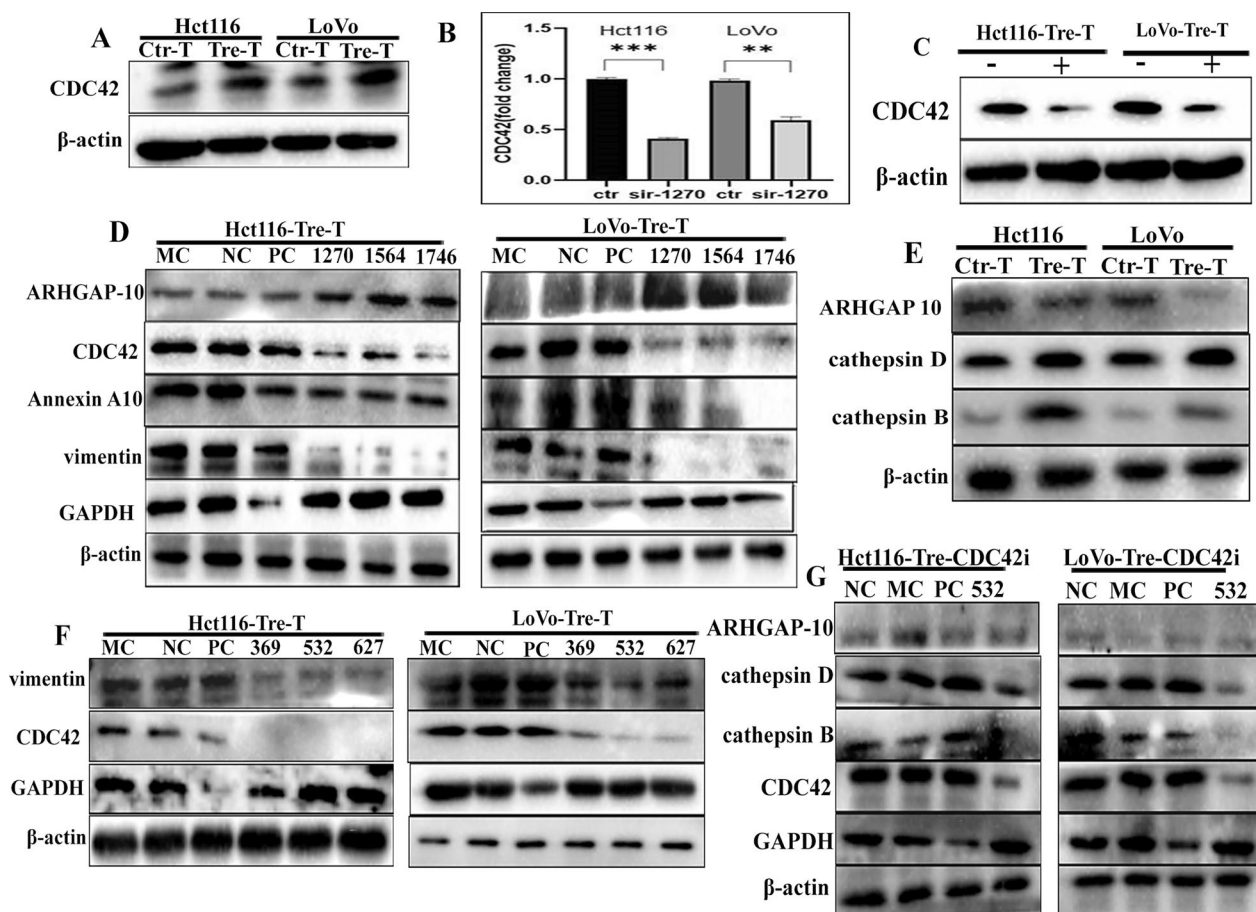 A
Hct116 LoVo
Ctr-T Tre-T Ctr-T Tre-T
CDC42
β-actin
B
Hct116 LoVo
*** **
CDC42(fold change)
1.0
0.5
0.0
ctr sir-1270 ctr sir-1270
C
Hct116-Tre-T LoVo-Tre-T
- + - +
CDC42
β-actin
D
Hct116-Tre-T
MC NC PC 1270 1564 1746
LoVo-Tre-T
MC NC PC 1270 1564 1746
ARHGAP-10
CDC42
Annexin A10
vimentin
GAPDH
β-actin
E
Hct116 LoVo
Ctr-T Tre-T Ctr-T Tre-T
ARHGAP 10
cathepsin D
cathepsin B
β-actin
F
Hct116-Tre-T
MC NC PC 369 532 627
LoVo-Tre-T
MC NC PC 369 532 627
vimentin
CDC42
GAPDH
β-actin
G
Hct116-Tre-CDC42i
NC MC PC 532
LoVo-Tre-CDC42i
NC MC PC 532
ARHGAP-10
cathepsin D
cathepsin B
CDC42
GAPDH
β-actin